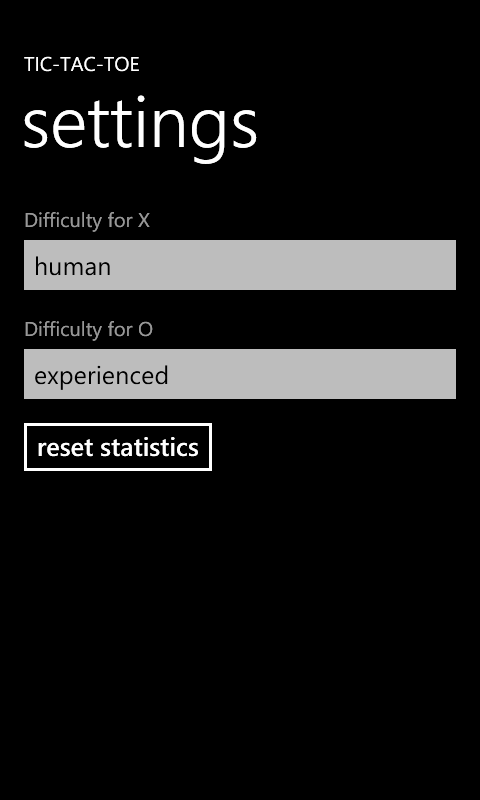 TIC-TAC-TOE
settings
Difficulty for X
human
Difficulty for O
experienced
reset statistics